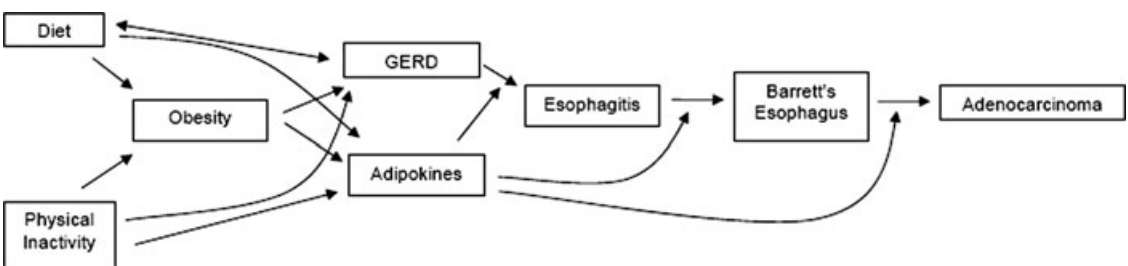 Diet
GERD
Obesity
Esophagitis
Barrett's
Esophagus
Adenocarcinoma
Adipokines
Physical
Inactivity